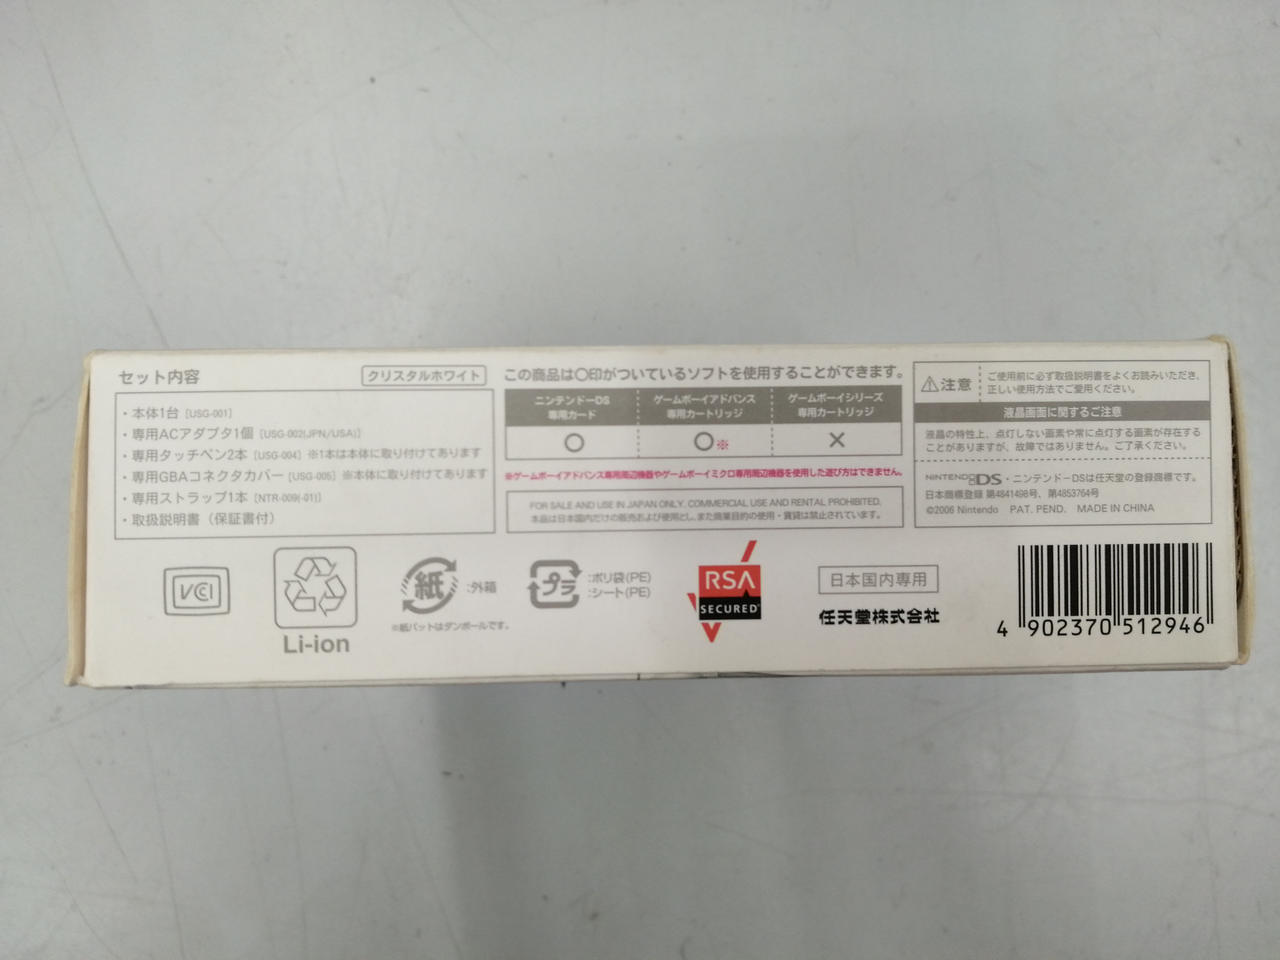 セット内容
クリスタルホワイト
・本体1台［USG-001］
・専用ACアダプタ1個［USG-002(JPN/USA)］
・専用タッチペン2本［USG-004］※1本は本体に取り付けてあります
・専用GBAコネクタカバー［USG-005］※本体に取り付けてあります
・専用ストラップ1本［NTR-009(-01)］
・取扱説明書（保証書付）
この商品は〇印がついているソフトを使用することができます。
ニンテンドーDS
専用カード
ゲームボーイアドバンス
専用カートリッジ
ゲームボーイシリーズ
専用カートリッジ
〇
〇※
×
※ゲームボーイアドバンス専用周辺機器やゲームボーイミクロ専用周辺機器を使用した遊び方はできません。
FOR SALE AND USE IN JAPAN ONLY. COMMERCIAL USE AND RENTAL PROHIBITED.
本品は日本国内だけの販売および使用とし、また商業目的の使用・賃貸は禁止されています。
注意
ご使用前に必ず取扱説明書をよくお読みいただき、
正しい使用方法でご愛用ください。
液晶画面に関するご注意
液晶の特性上、点灯しない画素や常に点灯する画素が存在する
ことがありますが、故障ではありません。ご了承ください。
NINTENDO DS・ニンテンドーDSは任天堂の登録商標です。
日本商標登録 第4841498号、第4853764号
©2006 Nintendo PAT. PEND. MADE IN CHINA
VCCI
Li-ion
紙
:外箱
※紙パットはダンボールです。
プラ
:ポリ袋(PE)
:シート(PE)
RSA
SECURED
日本国内専用
任天堂株式会社
4 902370 512946